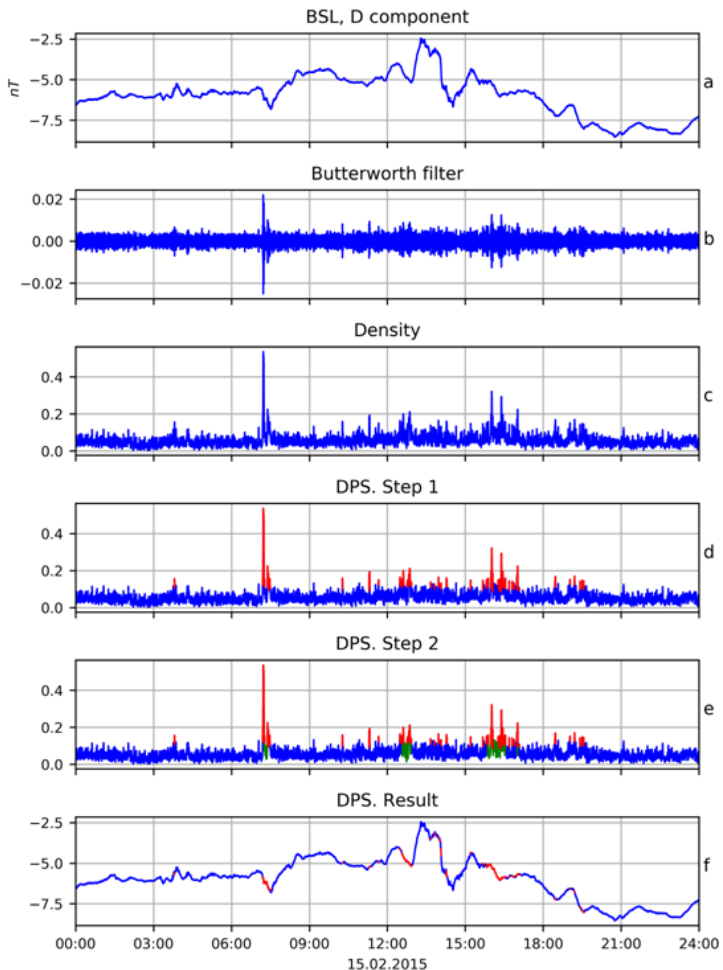 BSL, D component
−2.5
−5.0
−7.5
nT
a
Butterworth filter
0.02
0.00
−0.02
b
Density
0.4
0.2
0.0
c
DPS. Step 1
0.4
0.2
0.0
d
DPS. Step 2
0.4
0.2
0.0
e
DPS. Result
−2.5
−5.0
−7.5
f
00:00 03:00 06:00 09:00 12:00 15:00 18:00 21:00 24:00
15.02.2015